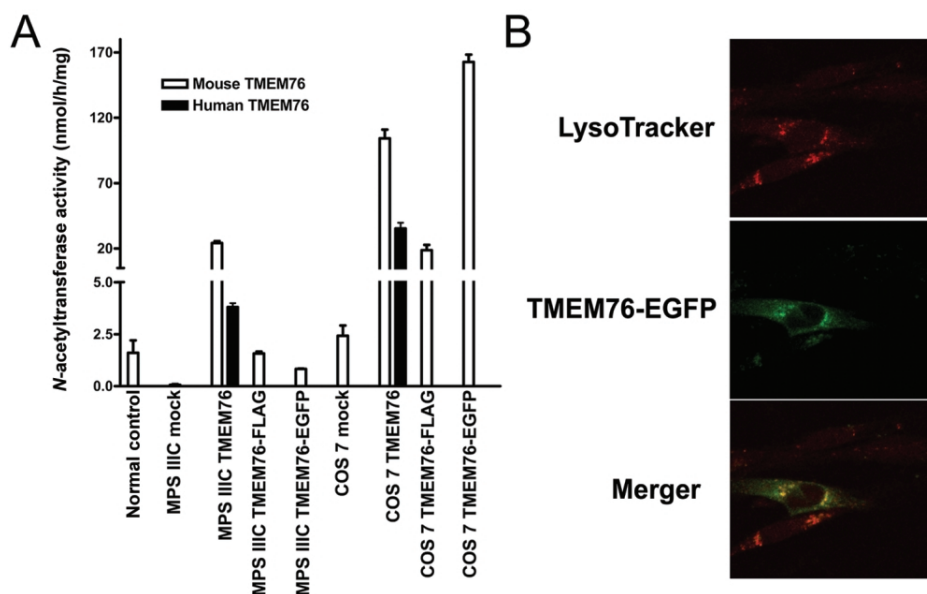 A
N-acetyltransferase activity (nmol/h/mg)
170
120
70
20
5.0
2.5
0.0
Mouse TMEM76
Human TMEM76
Normal control
MPS IIIC mock
MPS IIIC TMEM76
MPS IIIC TMEM76-FLAG
MPS IIIC TMEM76-EGFP
COS 7 mock
COS 7 TMEM76
COS 7 TMEM76-FLAG
COS 7 TMEM76-EGFP
B
LysoTracker
TMEM76-EGFP
Merger